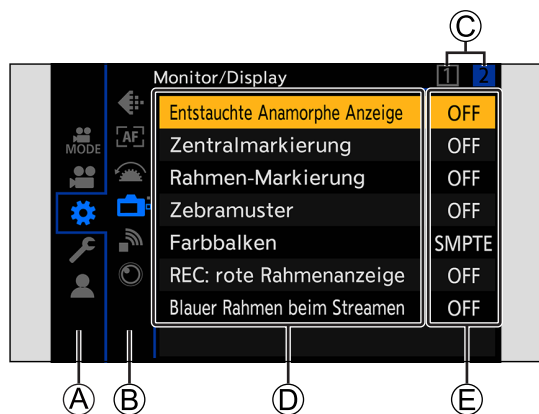 C
Monitor/Display 1 2
Entstauchte Anamorphe Anzeige OFF
[AF]
Zentralmarkierung OFF
MODE
Rahmen-Markierung OFF
Zebramuster OFF
Farbbalken SMPTE
REC: rote Rahmenanzeige OFF
Blauer Rahmen beim Streamen OFF
A B D E